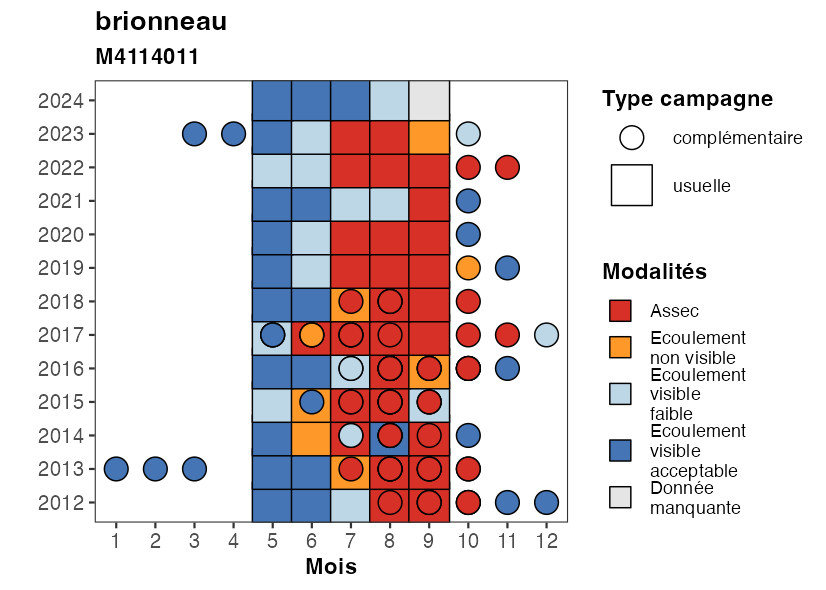 brionneau
M4114011
2024
2023
2022
2021
2020
2019
2018
2017
2016
2015
2014
2013
2012
1 2 3 4 5 6 7 8 9 10 11 12
Mois
Type campagne
complémentaire
usuelle
Modalités
Assec
Ecoulement
non visible
Ecoulement
visible
faible
Ecoulement
visible
acceptable
Donnée
manquante